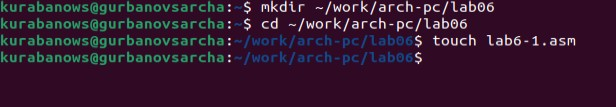 kurabanows@gurbanovsarcha:~$ mkdir ~/work/arch-pc/lab06
kurabanows@gurbanovsarcha:~$ cd ~/work/arch-pc/lab06
kurabanows@gurbanovsarcha:~/work/arch-pc/lab06$ touch lab6-1.asm
kurabanows@gurbanovsarcha:~/work/arch-pc/lab06$